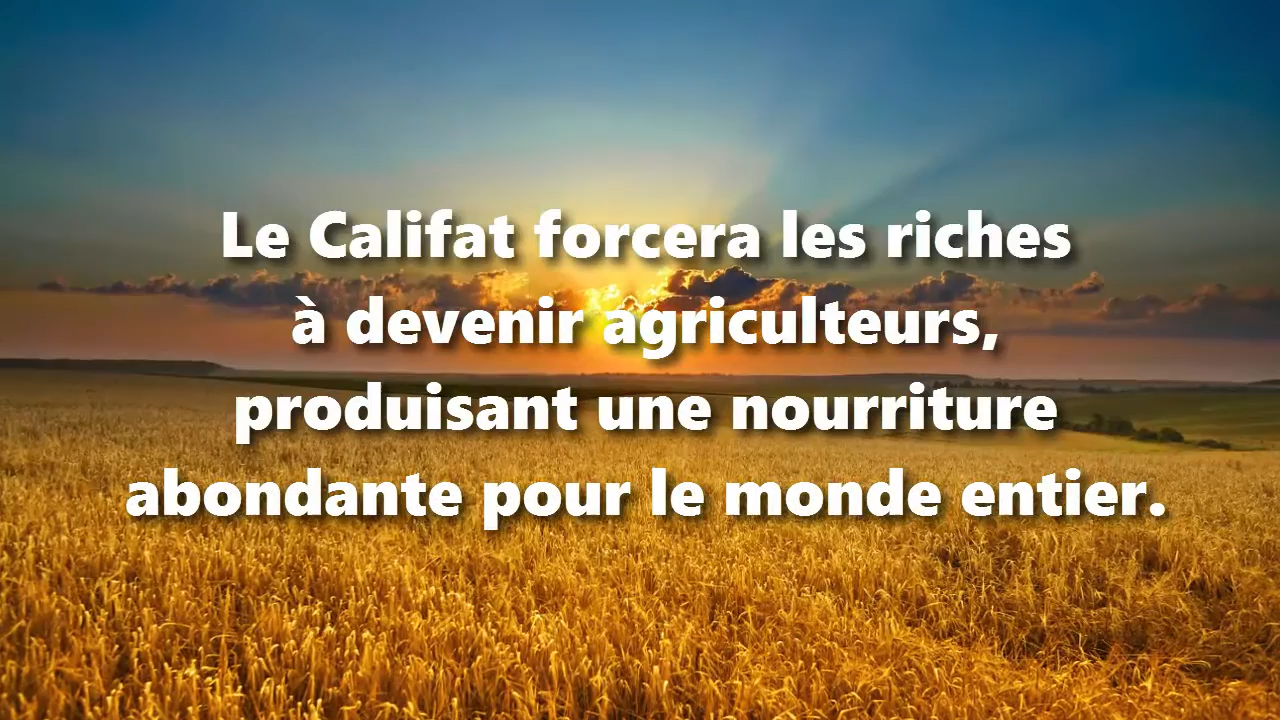 Le Califat forcera les riches
à devenir agriculteurs,
produisant une nourriture
abondante pour le monde entier.